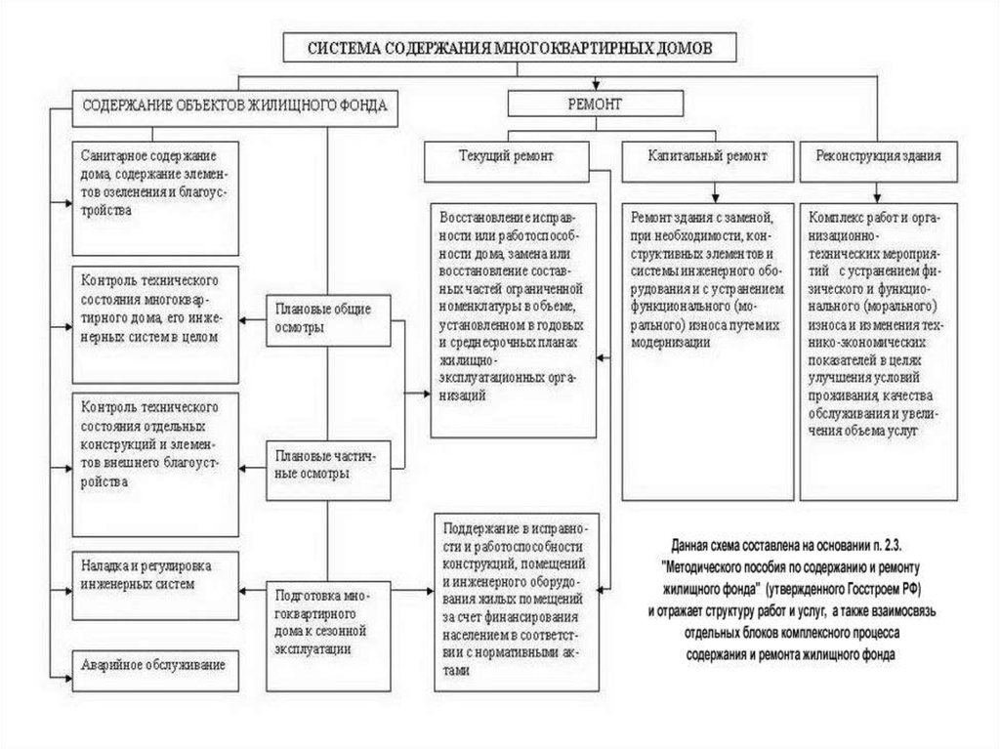 СИСТЕМА СОДЕРЖАНИЯ МНОГОКВАРТИРНЫХ ДОМОВ
СОДЕРЖАНИЕ ОБЪЕКТОВ ЖИЛИЩНОГО ФОНДА
РЕМОНТ
Санитарное содержание
дома, содержание элемен-
тов озеленения и благоус-
тройства
Контроль технического
состояния многоквар-
тирного дома, его инже-
нерных систем в целом
Контроль технического
состояния отдельных
конструкций и элемен-
тов внешнего благоуст-
ройства
Наладка и регулировка
инженерных систем
Аварийное обслуживание
Плановые общие
осмотры
Плановые частич-
ные осмотры
Подготовка мно-
гоквартирного
дома к сезонной
эксплуатации
Текущий ремонт
Восстановление исправ-
ности или работоспособ-
ности дома, замена или
восстановление состав-
ных частей ограниченной
номенклатуры в объеме,
установленном в годовых
и среднесрочных планах
жилищно-
эксплуатационных орга-
низаций
Поддержание в исправно-
сти и работоспособности
конструкций, помещений
и инженерного оборудо-
вания жилых помещений
за счет финансирования
населением в соответст-
вии с нормативными ак-
тами
Капитальный ремонт
Ремонт здания с заменой,
при необходимости, кон-
структивных элементов и
системы инженерного обо-
рудования и с устранением
функционального (мо-
рального) износа путем их
модернизации
Реконструкция здания
Комплекс работ и орга-
низационно-
технических мероприя-
тий с устранением фи-
зического и функцио-
нального (морального)
износа и изменения тех-
нико-экономических
показателей в целях
улучшения условий
проживания, качества
обслуживания и увели-
чения объема услуг
Данная схема составлена на основании п. 2.3.
"Методического пособия по содержанию и ремонту
жилищного фонда" (утвержденного Госстроем РФ)
и отражает структуру работ и услуг, а также взаимосвязь
отдельных блоков комплексного процесса
содержания и ремонта жилищного фонда